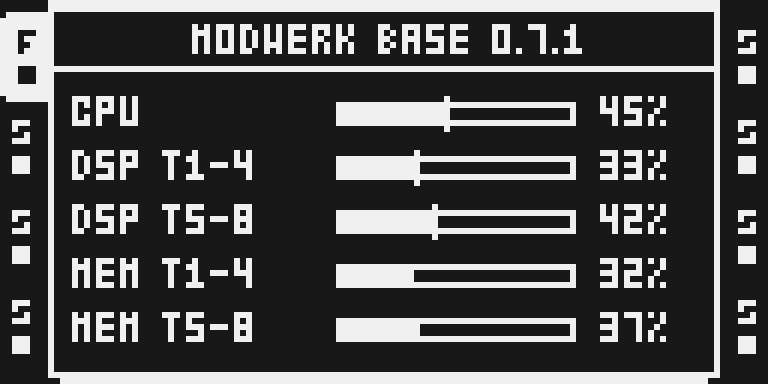 F MODWERK BASE 0.7.1 S
CPU 45%
S S
DSP T1-4 33%
DSP T5-8 42%
S S
MEM T1-4 32%
MEM T5-8 37%
S S